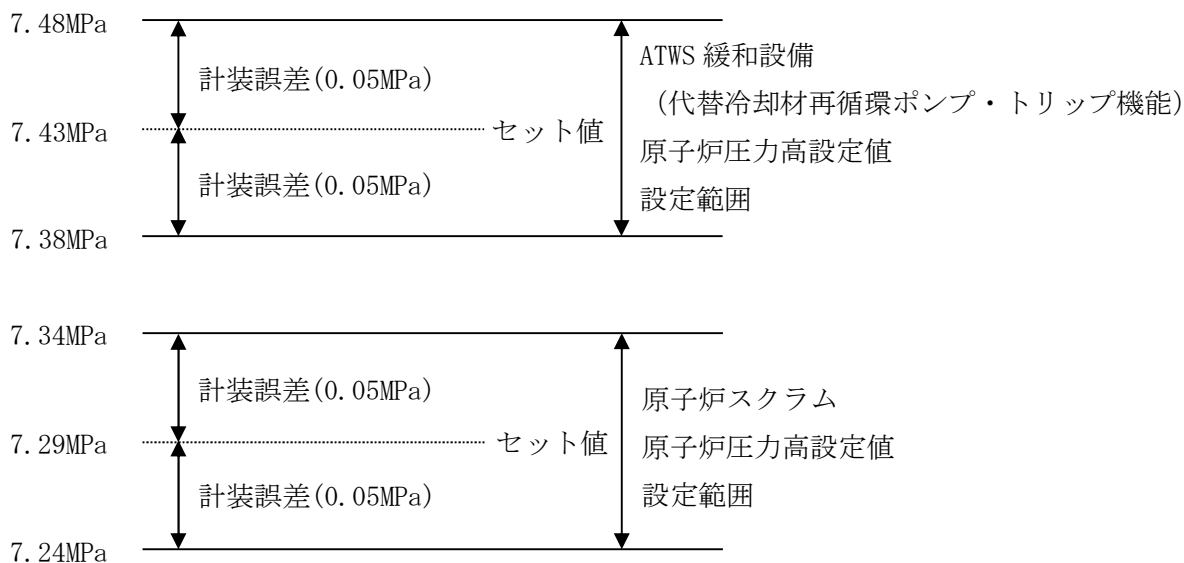 7.48MPa
計装誤差(0.05MPa)
ATWS 緩和設備
（代替冷却材再循環ポンプ・トリップ機能）
7.43MPa
セット値
原子炉圧力高設定値
計装誤差(0.05MPa)
設定範囲
7.38MPa
7.34MPa
計装誤差(0.05MPa)
原子炉スクラム
7.29MPa
セット値
原子炉圧力高設定値
計装誤差(0.05MPa)
設定範囲
7.24MPa